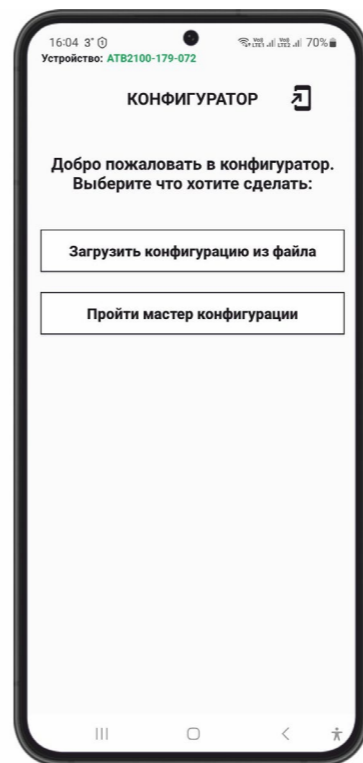 16:04 3°
70%
Устройство: ATB2100-179-072
КОНФИГУРАТОР
Добро пожаловать в конфигуратор.
Выберите что хотите сделать:
Загрузить конфигурацию из файла
Пройти мастер конфигурации